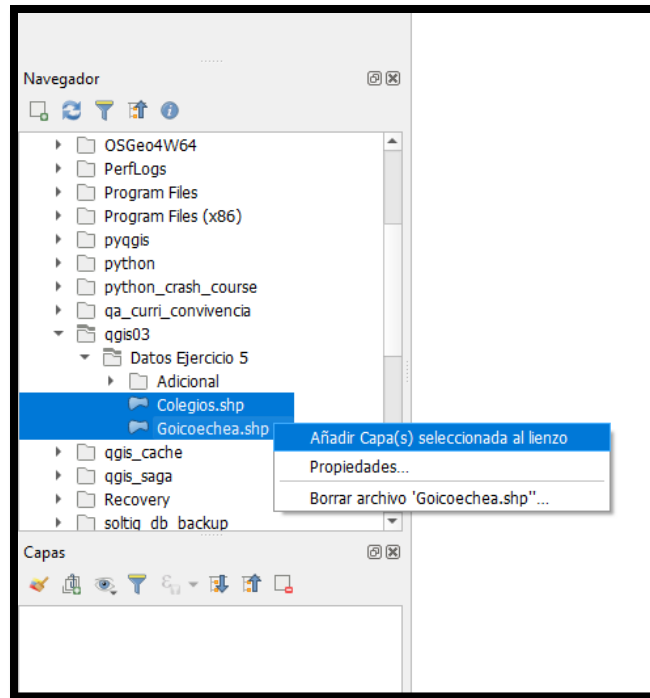 Navegador
OSGeo4W64
PerfLogs
Program Files
Program Files (x86)
pyqgis
python
python_crash_course
qa_curri_convivencia
qgis03
Datos Ejercicio 5
Adicional
Colegios.shp
Goicoechea.shp
Añadir Capa(s) seleccionada al lienzo
Propiedades...
Borrar archivo 'Goicoechea.shp''...
qgis_cache
qgis_saga
Recovery
soltig_db_backup
Capas